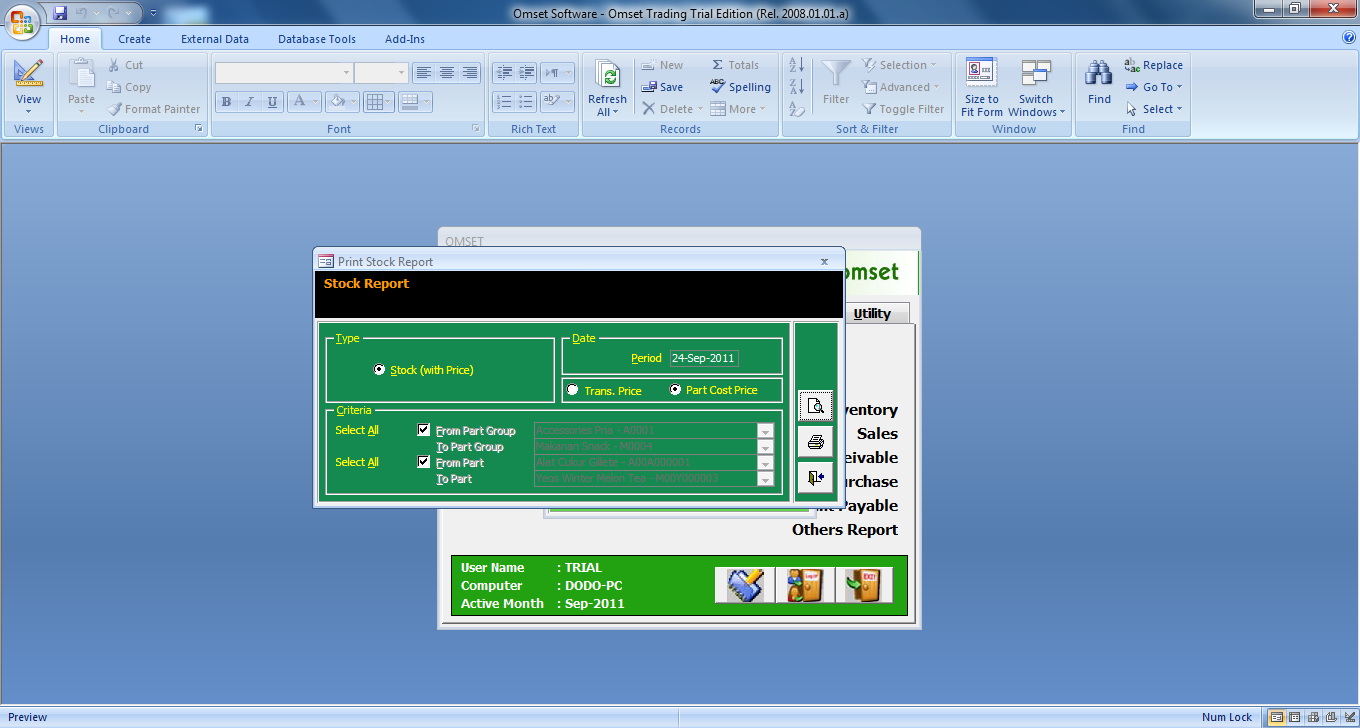 Omset Software - Omset Trading Trial Edition (Rel. 2008.01.01.a)
Home Create External Data Database Tools Add-Ins
View
Views
Paste
Cut
Copy
Format Painter
Clipboard
B I U A
Font
Rich Text
Refresh All
New
Save
Delete
Σ Totals
Spelling
More
Records
Filter
Selection
Advanced
Toggle Filter
Sort & Filter
Size to Fit Form
Switch Windows
Window
Find
Replace
Go To
Select
Find
OMSET
omset
Utility
Print Stock Report
Stock Report
Type
Stock (with Price)
Date
Period 24-Sep-2011
Trans. Price Part Cost Price
Criteria
Select All From Part Group Accessories Pria - A0001
To Part Group Makanan Snack - M0004
Select All From Part Alat Cukur Gillete - A00A000001
To Part Yeos Winter Melon Tea - M00Y000003
ventory
Sales
eivable
rchase
Payable
Others Report
User Name : TRIAL
Computer : DODO-PC
Active Month : Sep-2011
EXIT
Preview Num Lock